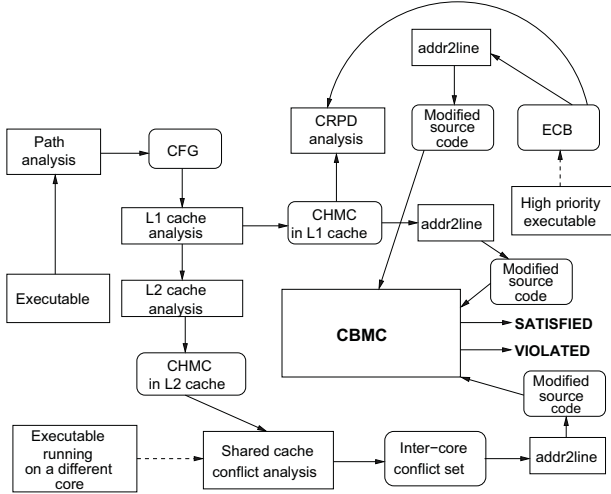 addr2line
CRPD
analysis
Modified
source
code
ECB
Path
analysis
CFG
High priority
executable
L1 cache
analysis
CHMC
in L1 cache
addr2line
Executable
L2 cache
analysis
Modified
source
code
CBMC
SATISFIED
VIOLATED
CHMC
in L2 cache
Modified
source
code
Executable
running
on a different
core
Shared cache
conflict analysis
Inter−core
conflict set
addr2line